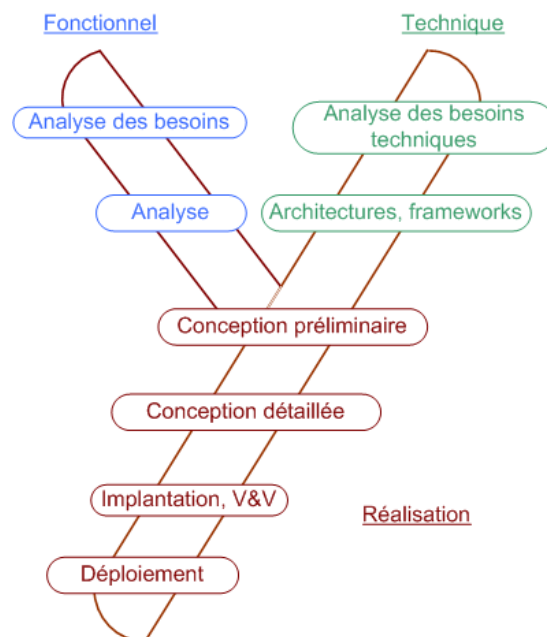 Fonctionnel
Technique
Analyse des besoins
Analyse des besoins
techniques
Analyse
Architectures, frameworks
Conception préliminaire
Conception détaillée
Implantation, V&V
Réalisation
Déploiement